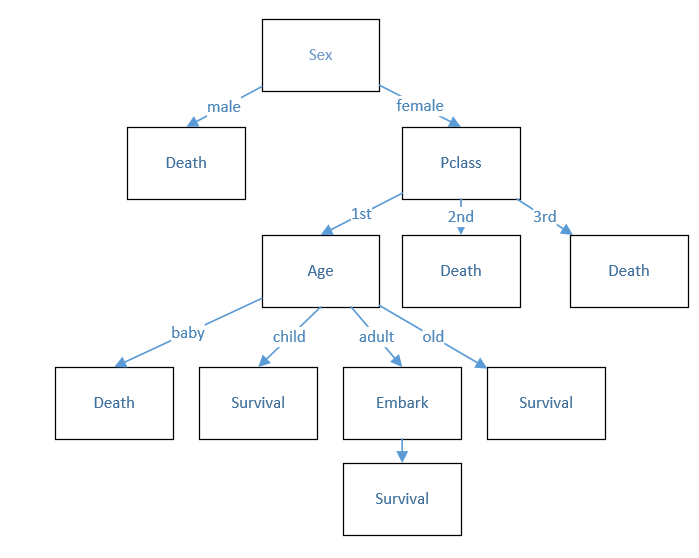 Sex
male
female
Death
Pclass
1st
2nd
3rd
Age
Death
Death
baby
child
adult
old
Death
Survival
Embark
Survival
Survival